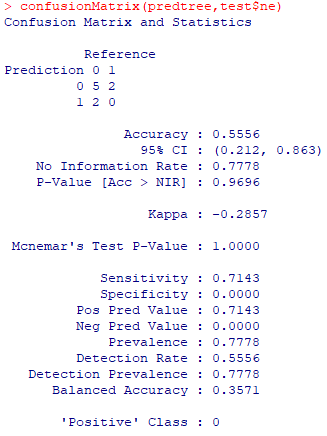 > confusionMatrix(predtree,test$ne)
Confusion Matrix and Statistics
Reference
Prediction 0 1
0 5 2
1 2 0
Accuracy : 0.5556
95% CI : (0.212, 0.863)
No Information Rate : 0.7778
P-Value [Acc > NIR] : 0.9696
Kappa : -0.2857
Mcnemar's Test P-Value : 1.0000
Sensitivity : 0.7143
Specificity : 0.0000
Pos Pred Value : 0.7143
Neg Pred Value : 0.0000
Prevalence : 0.7778
Detection Rate : 0.5556
Detection Prevalence : 0.7778
Balanced Accuracy : 0.3571
'Positive' Class : 0